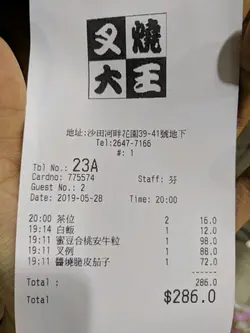 叉燒
大王
地址:沙田河畔花園39-41號地下
Tel:2647-7166
#: 1
Tbl No.: 23A
Cardno: 775574 Staff: 芬
Guest No.: 2
Date: 2019-05-28 Time: 20:00
20:00 茶位 2 16.0
19:14 白飯 1 12.0
19:11 蜜豆合桃安牛粒 1 98.0
19:11 叉例 1 88.0
19:11 醬燒脆皮茄子 1 72.0
Total : 286.0
Total $286.0